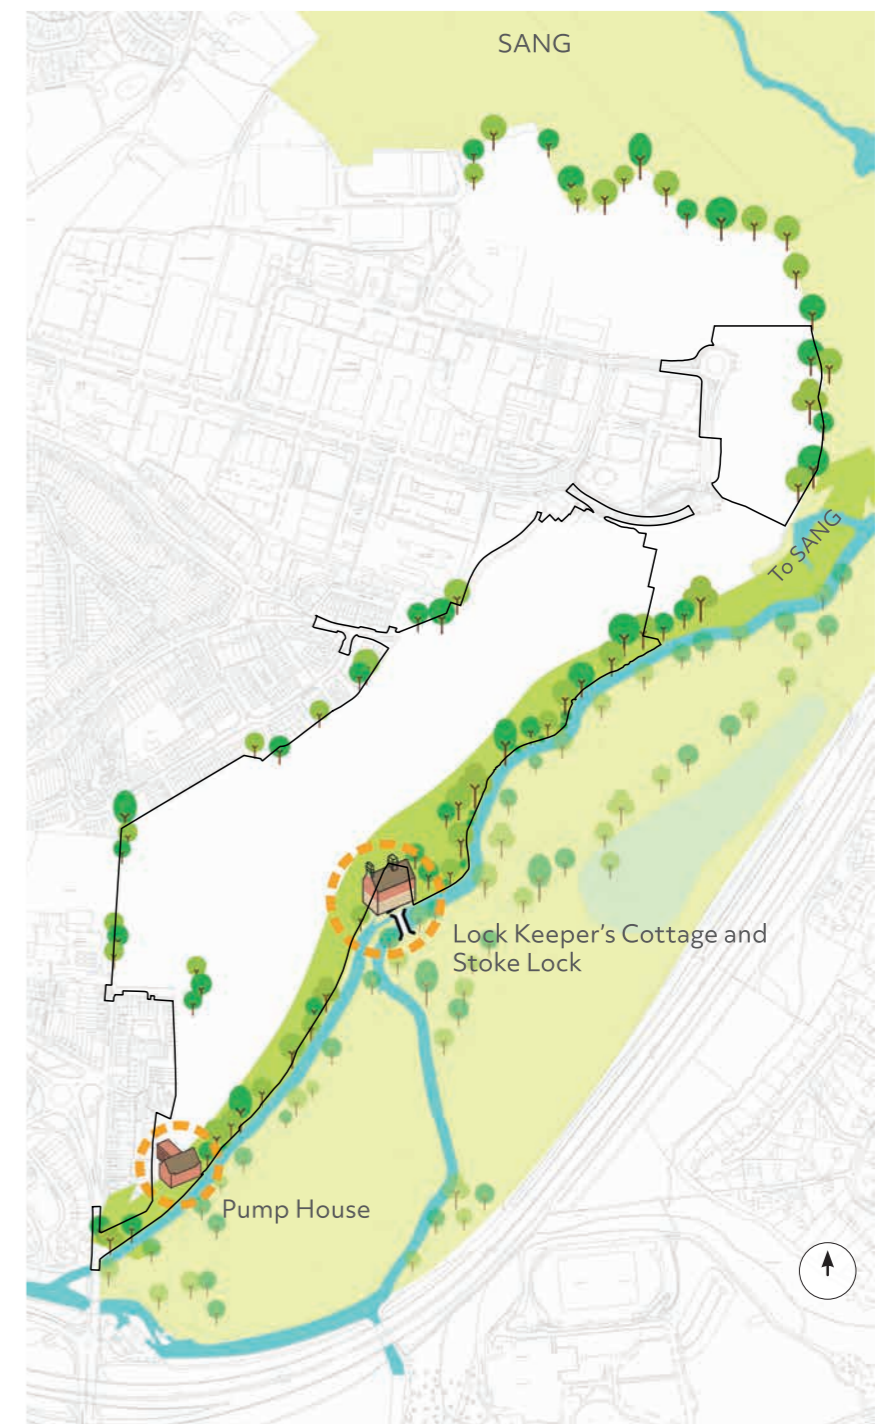 SANG
To SANG
Lock Keeper's Cottage and
Stoke Lock
Pump House